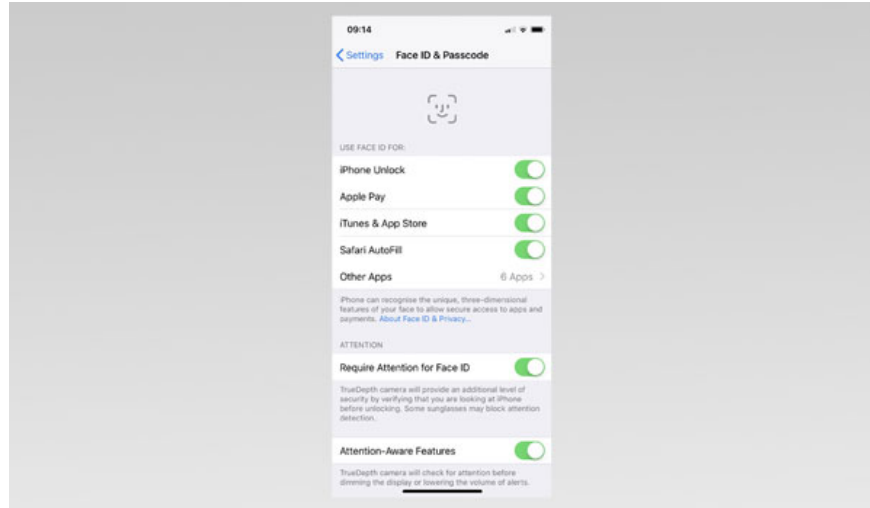 09:14
Settings Face ID & Passcode
USE FACE ID FOR:
iPhone Unlock
Apple Pay
iTunes & App Store
Safari AutoFill
Other Apps 6 Apps
iPhone can recognise the unique, three-dimensional
features of your face to allow secure access to apps and
payments. About Face ID & Privacy...
ATTENTION
Require Attention for Face ID
TrueDepth camera will provide an additional level of
security by verifying that you are looking at iPhone
before unlocking. Some sunglasses may block attention
detection.
Attention-Aware Features
TrueDepth camera will check for attention before
dimming the display or lowering the volume of alerts.